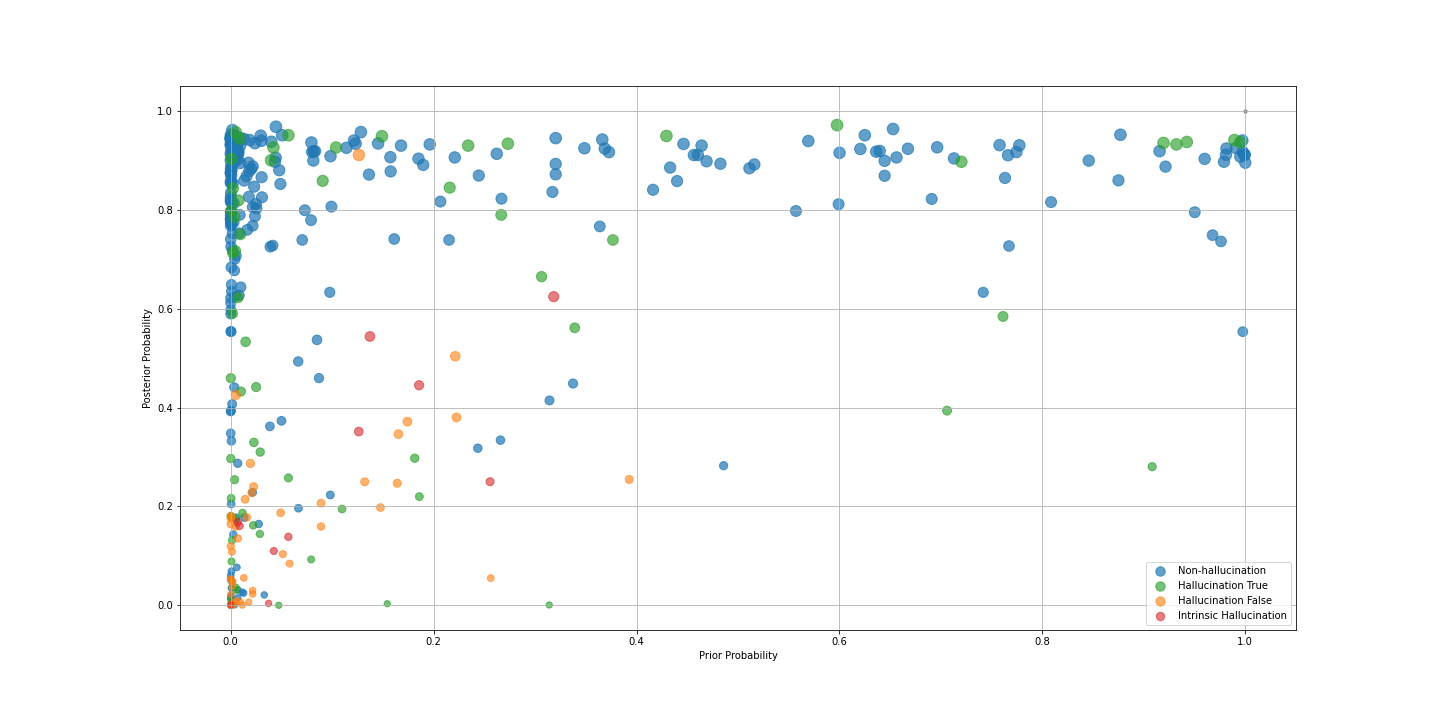 1.0
0.8
0.6
0.4
0.2
0.0
Posterior Probability
0.0
0.2
0.4
0.6
0.8
1.0
Prior Probability
Non-hallucination
Hallucination True
Hallucination False
Intrinsic Hallucination